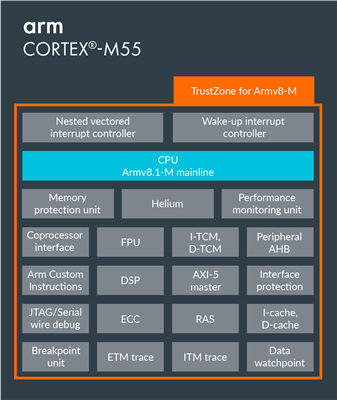 arm
CORTEX®-M55
TrustZone for Armv8-M
Nested vectored
interrupt controller
Wake-up interrupt
controller
CPU
Armv8.1-M mainline
Memory
protection unit
Helium
Performance
monitoring unit
Coprocessor
interface
FPU
I-TCM,
D-TCM
Peripheral
AHB
Arm Custom
Instructions
DSP
AXI-5
master
Interface
protection
JTAG/Serial
wire debug
ECC
RAS
I-cache,
D-cache
Breakpoint
unit
ETM trace
ITM trace
Data
watchpoint